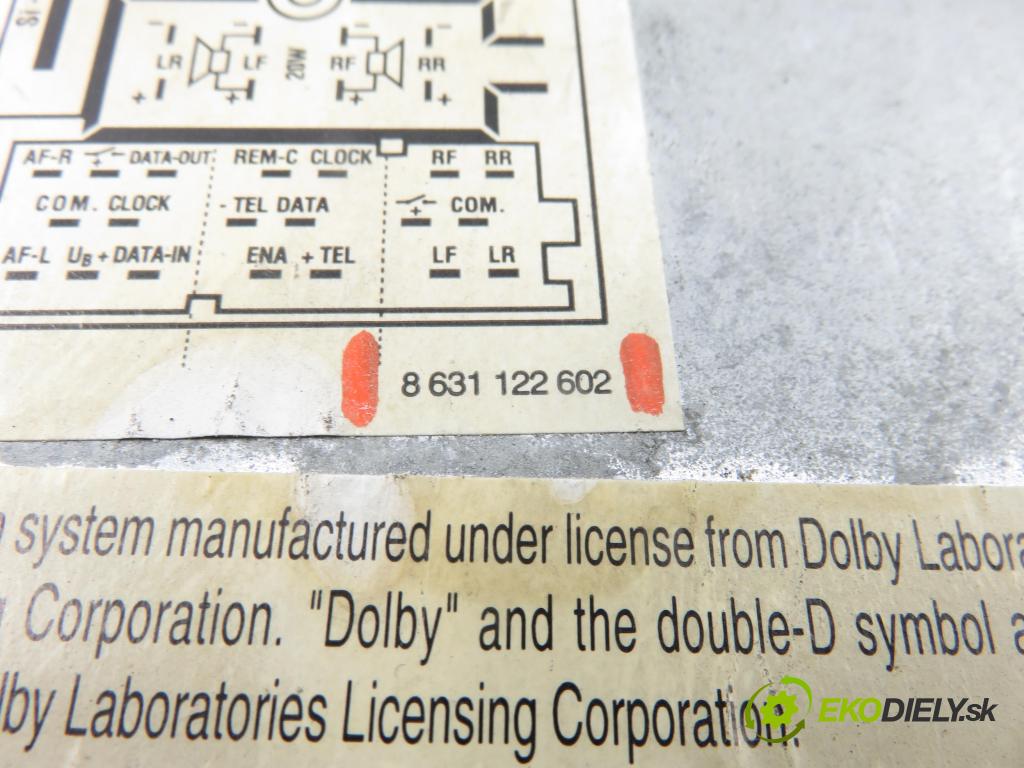 LR LF 20W RF RR
AF-R DATA-OUT REM-C CLOCK RF RR
COM. CLOCK - TEL DATA COM.
AF-L UB + DATA-IN ENA + TEL LF LR
8 631 122 602
system manufactured under license from Dolby
Corporation. "Dolby" and the double-D symbol
Laboratories Licensing Corporation.
EKODIELY.sk